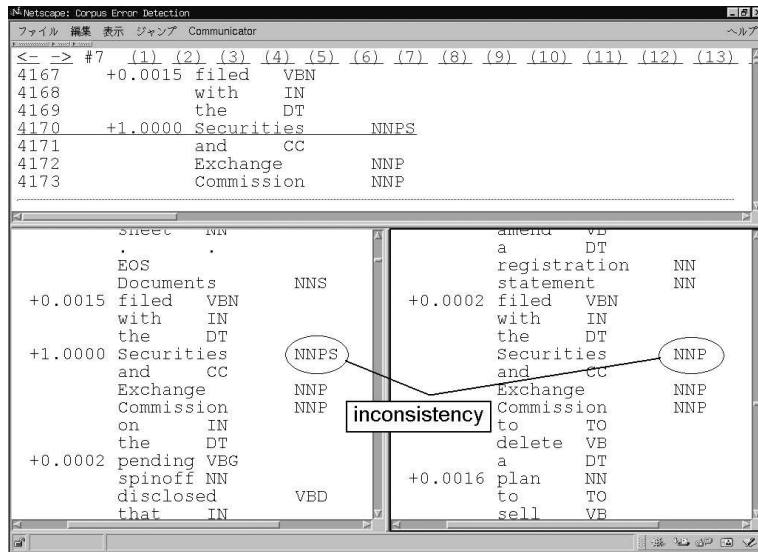 Netscape: Corpus Error Detection
ファイル 編集 表示 ジャンプ Communicator ヘルプ
<- -> #7 (1) (2) (3) (4) (5) (6) (7) (8) (9) (10) (11) (12) (13)
4167 +0.0015 filed VBN
4168 with IN
4169 the DT
4170 +1.0000 Securities NNPS
4171 and CC
4172 Exchange NNP
4173 Commission NNP
sheet NN
. .
EOS
Documents NNS
+0.0015 filed VBN
with IN
the DT
+1.0000 Securities NNPS
and CC
Exchange NNP
Commission NNP
on IN
the DT
+0.0002 pending VBG
spinoff NN
disclosed VBD
that IN
inconsistency
amend VB
a DT
registration NN
statement NN
+0.0002 filed VBN
with IN
the DT
Securities NNP
and CC
Exchange NNP
Commission NNP
to TO
delete VB
a DT
+0.0016 plan NN
to TO
sell VB